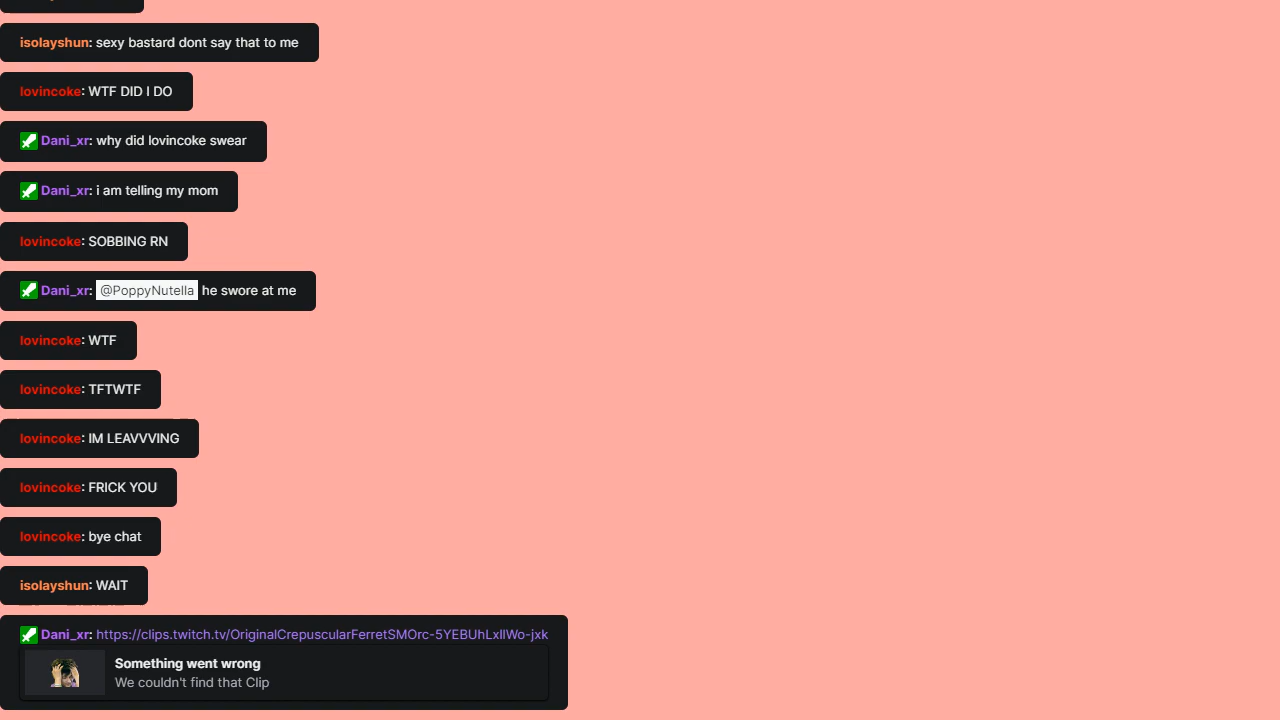 isolayshun: sexy bastard dont say that to me
lovincoke: WTF DID I DO
Dani_xr: why did lovincoke swear
Dani_xr: i am telling my mom
lovincoke: SOBBING RN
Dani_xr: @PoppyNutella he swore at me
lovincoke: WTF
lovincoke: TFTWTF
lovincoke: IM LEAVVVING
lovincoke: FRICK YOU
lovincoke: bye chat
isolayshun: WAIT
Dani_xr: https://clips.twitch.tv/OriginalCrepuscularFerretSMOrc-5YEBUhLxlIWo-jxk
Something went wrong
We couldn't find that Clip